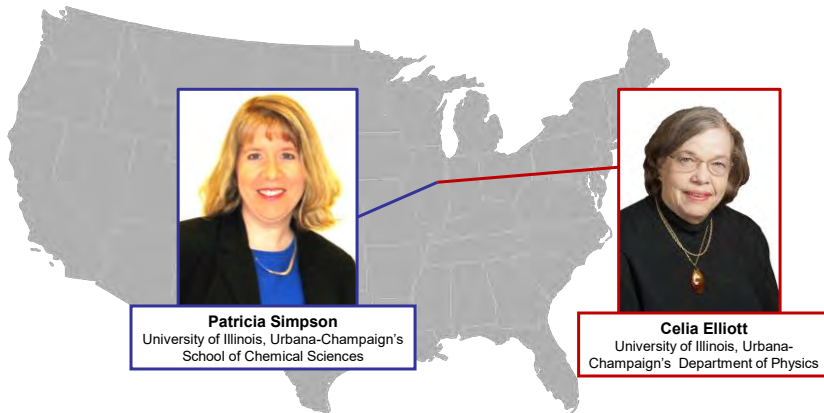 Patricia Simpson
University of Illinois, Urbana-Champaign's
School of Chemical Sciences
Celia Elliott
University of Illinois, Urbana-
Champaign's Department of Physics